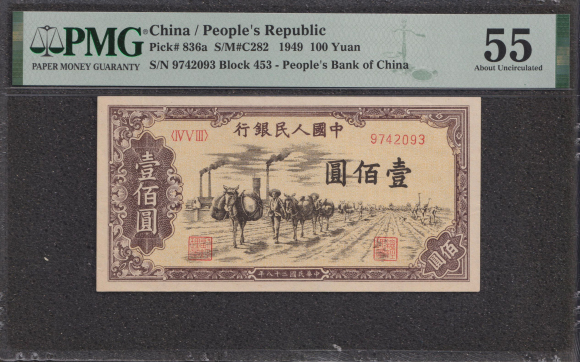 PMG
PAPER MONEY GUARANTY
China / People's Republic
Pick# 836a S/M#C282 1949 100 Yuan
S/N 9742093 Block 453 - People's Bank of China
55
About Uncirculated
行銀民人國中
〈ⅣⅤⅢ〉
9742093
壹佰圓
圓佰壹
佰圓
年八十三國民華中